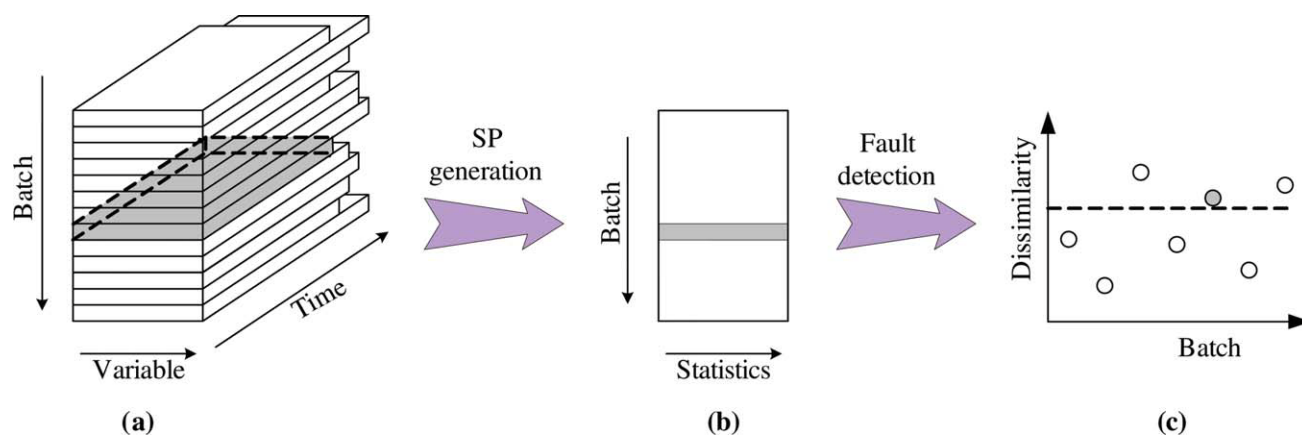 Batch
Variable
Time
(a)
SP
generation
Batch
Statistics
(b)
Fault
detection
Dissimilarity
Batch
(c)